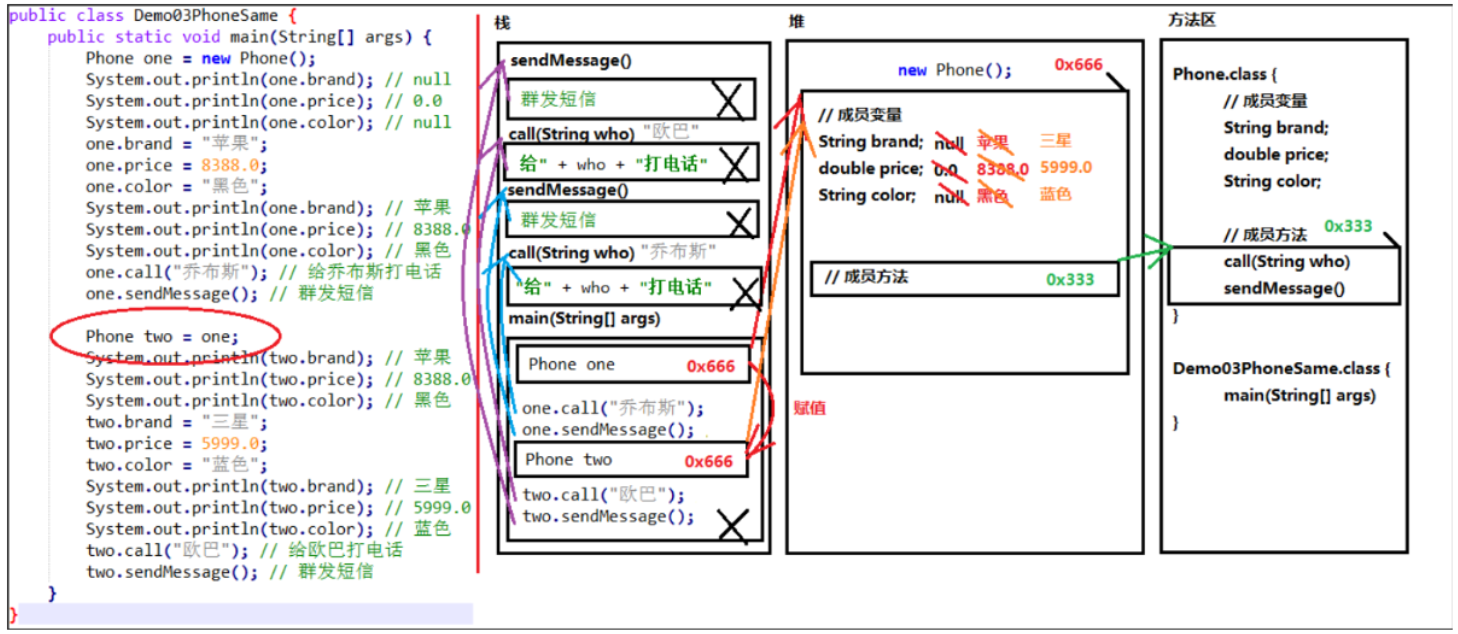 public class Demo03PhoneSame {
public static void main(String[] args) {
Phone one = new Phone();
System.out.println(one.brand); // null
System.out.println(one.price); // 0.0
System.out.println(one.color); // null
one.brand = "苹果";
one.price = 8388.0;
one.color = "黑色";
System.out.println(one.brand); // 苹果
System.out.println(one.price); // 8388.0
System.out.println(one.color); // 黑色
one.call("乔布斯"); // 给乔布斯打电话
one.sendMessage(); // 群发短信
Phone two = one;
System.out.println(two.brand); // 苹果
System.out.println(two.price); // 8388.0
System.out.println(two.color); // 黑色
two.brand = "三星";
two.price = 5999.0;
two.color = "蓝色";
System.out.println(two.brand); // 三星
System.out.println(two.price); // 5999.0
System.out.println(two.color); // 蓝色
two.call("欧巴"); // 给欧巴打电话
two.sendMessage(); // 群发短信
}
}
栈
sendMessage()
群发短信
call(String who) "欧巴"
给" + who + "打电话"
sendMessage()
群发短信
call(String who) "乔布斯"
"给" + who + "打电话"
main(String[] args)
Phone one 0x666
one.call("乔布斯");
one.sendMessage();
Phone two 0x666
two.call("欧巴");
two.sendMessage();
赋值
堆
new Phone(); 0x666
// 成员变量
String brand; null 苹果 三星
double price; 0.0 8388.0 5999.0
String color; null 黑色 蓝色
// 成员方法 0x333
方法区
Phone.class {
// 成员变量
String brand;
double price;
String color;
// 成员方法 0x333
call(String who)
sendMessage()
}
Demo03PhoneSame.class {
main(String[] args)
}